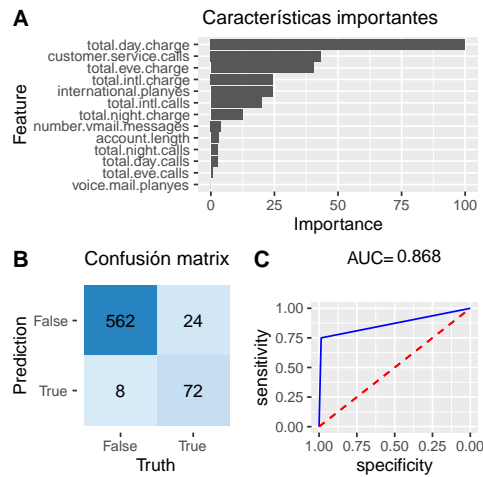 A
Características importantes
total.day.charge
customer.service.calls
total.eve.charge
total.intl.charge
international.planyes
total.intl.calls
total.night.charge
number.vmail.messages
account.length
total.night.calls
total.day.calls
total.eve.calls
voice.mail.planyes
Feature
0 25 50 75 100
Importance
B
Confusión matrix
Prediction
False 562 24
True 8 72
False True
Truth
C
AUC= 0.868
sensitivity
1.00
0.75
0.50
0.25
0.00
1.00 0.75 0.50 0.25 0.00
specificity